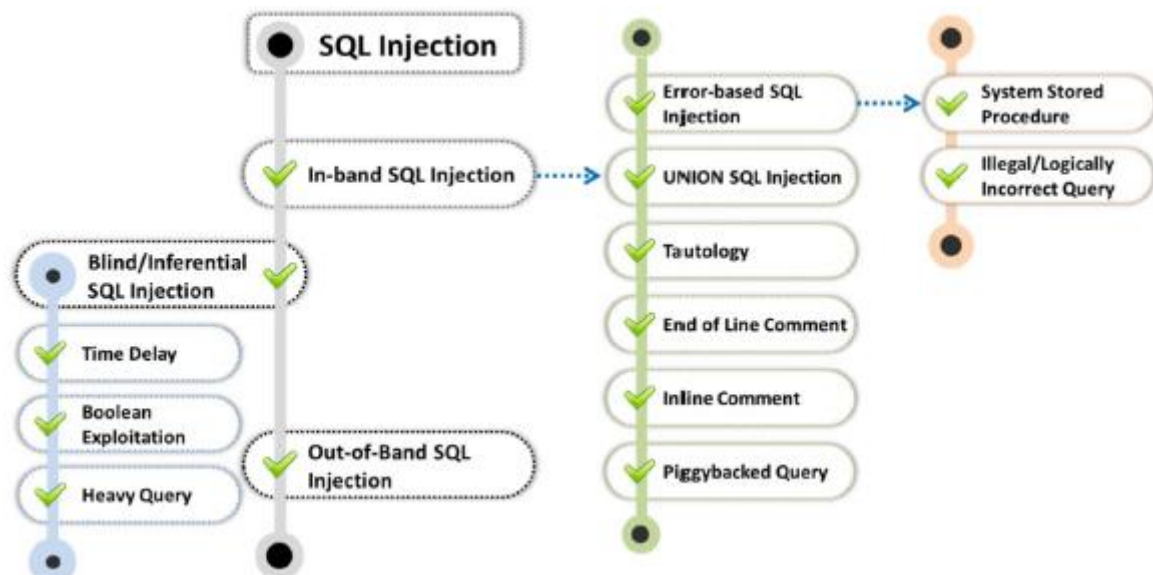 SQL Injection
In-band SQL Injection
Blind/Inferential
SQL Injection
Time Delay
Boolean
Exploitation
Heavy Query
Out-of-Band SQL
Injection
Error-based SQL
Injection
UNION SQL Injection
Tautology
End of Line Comment
Inline Comment
Piggybacked Query
System Stored
Procedure
Illegal/Logically
Incorrect Query